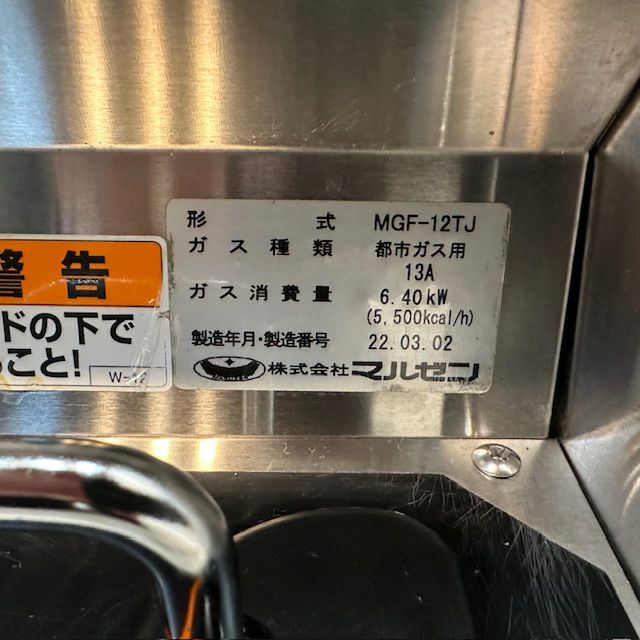 形式 MGF-12TJ
ガス種類 都市ガス用
13A
ガス消費量 6.40kW
(5,500kcal/h)
製造年月・製造番号 22.03.02
株式会社マルゼン
警告
ドの下で
こと!